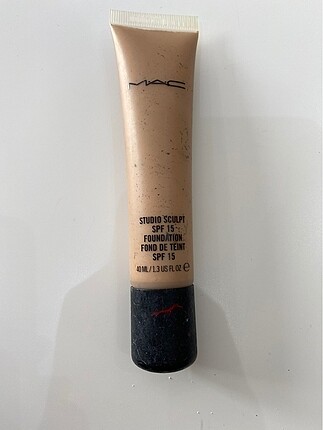 MAC
STUDIO SCULPT
SPF 15
FOUNDATION
FOND DE TEINT
SPF 15
40 ML / 1.3 US FL OZ ℮